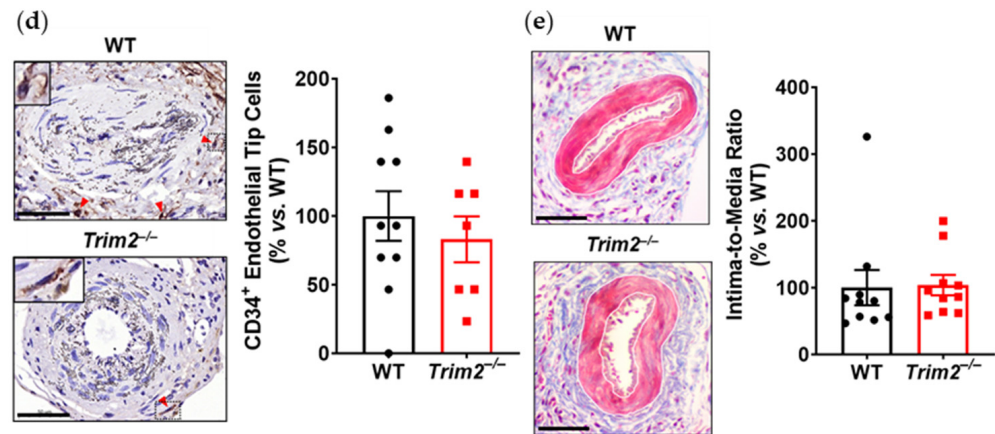 (d)
WT
Trim2–/–
CD34+ Endothelial Tip Cells
(% vs. WT)
200
150
100
50
0
WT
Trim2–/–
(e)
WT
Trim2–/–
Intima-to-Media Ratio
(% vs. WT)
400
300
200
100
0
WT
Trim2–/–